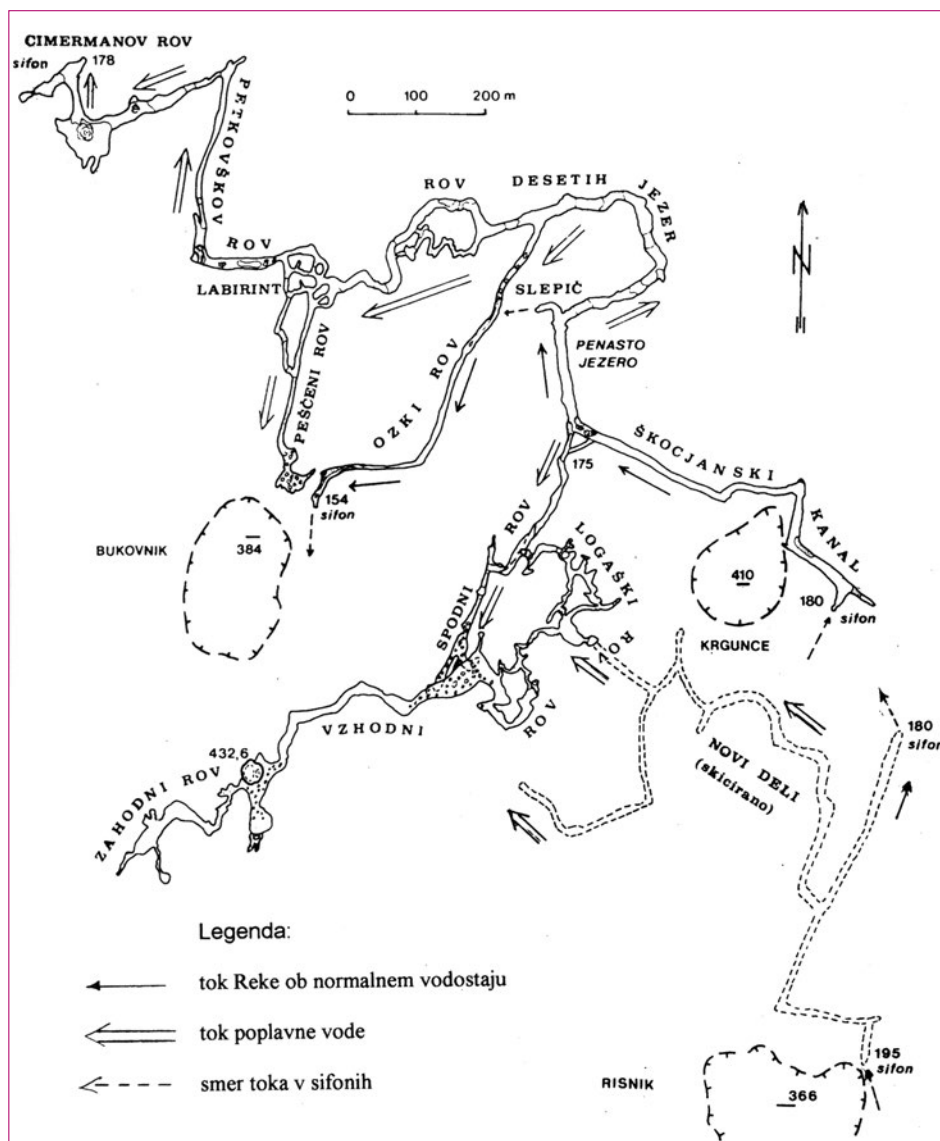 CIMERMANOV ROV
sifon
178
PETKOVŠKOV
ROV
0 100 200 m
ROV DESETIH JEZER
N
LABIRINT
SLEPIČ
PENASTO
JEZERO
PEŠČENI ROV
OZKI ROV
ŠKOCJANSKI KANAL
175
154
sifon
BUKOVNIK
384
SPODNI ROV
LOGAŠKI ROV
410
KRGUNCE
180
sifon
ROV
VZHODNI
NOVI DELI
(skicirano)
180
sifon
432,6
ZAHODNI ROV
Legenda:
tok Reke ob normalnem vodostaju
tok poplavne vode
smer toka v sifonih
195
sifon
RISNIK
366